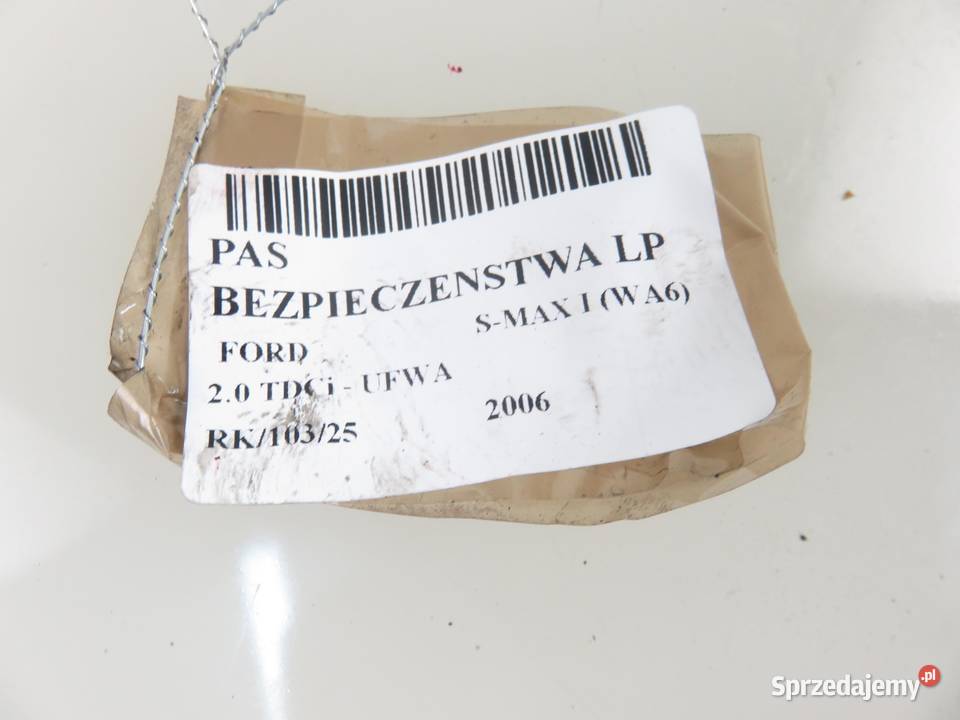 PAS
BEZPIECZENSTWA LP
FORD S-MAX I (WA6)
2.0 TDCi - UFWA 2006
RK/103/25
Sprzedajemy.pl